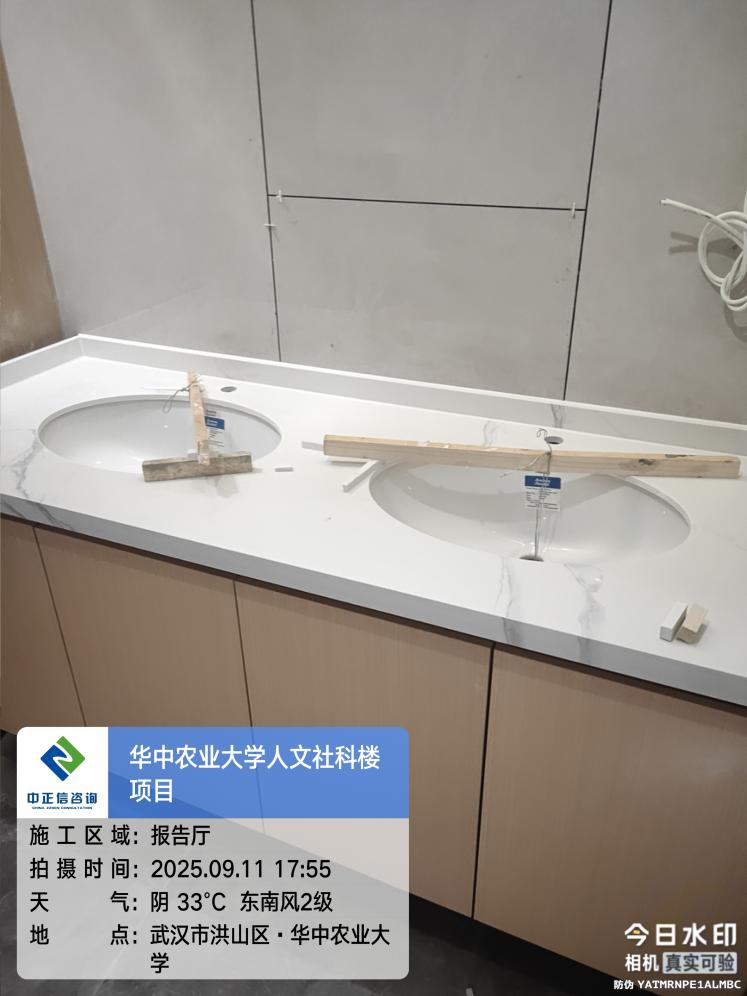 华中农业大学人文社科楼
项目
中正信咨询
CHINA ZZXIN CONSULTATION
施工区域：报告厅
拍摄时间：2025.09.11 17:55
天气：阴 33℃ 东南风2级
地点：武汉市洪山区·华中农业大
学
今日水印
相机 真实可验
防伪 YATMRNPE1ALMBC